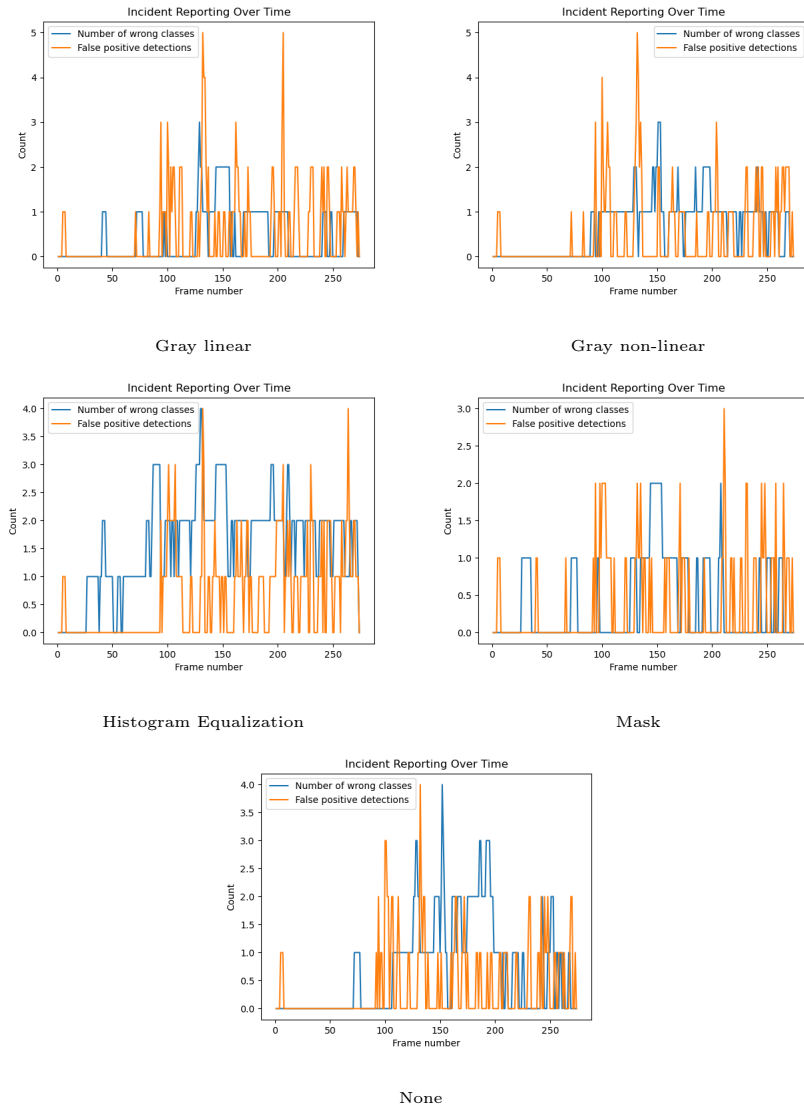 Incident Reporting Over Time
Number of wrong classes
False positive detections
Count
5
4
3
2
1
0
0 50 100 150 200 250
Frame number
Gray linear
Incident Reporting Over Time
Number of wrong classes
False positive detections
Count
5
4
3
2
1
0
0 50 100 150 200 250
Frame number
Gray non-linear
Incident Reporting Over Time
Number of wrong classes
False positive detections
Count
4.0
3.5
3.0
2.5
2.0
1.5
1.0
0.5
0.0
0 50 100 150 200 250
Frame number
Histogram Equalization
Incident Reporting Over Time
Number of wrong classes
False positive detections
Count
3.0
2.5
2.0
1.5
1.0
0.5
0.0
0 50 100 150 200 250
Frame number
Mask
Incident Reporting Over Time
Number of wrong classes
False positive detections
Count
4.0
3.5
3.0
2.5
2.0
1.5
1.0
0.5
0.0
0 50 100 150 200 250
Frame number
None